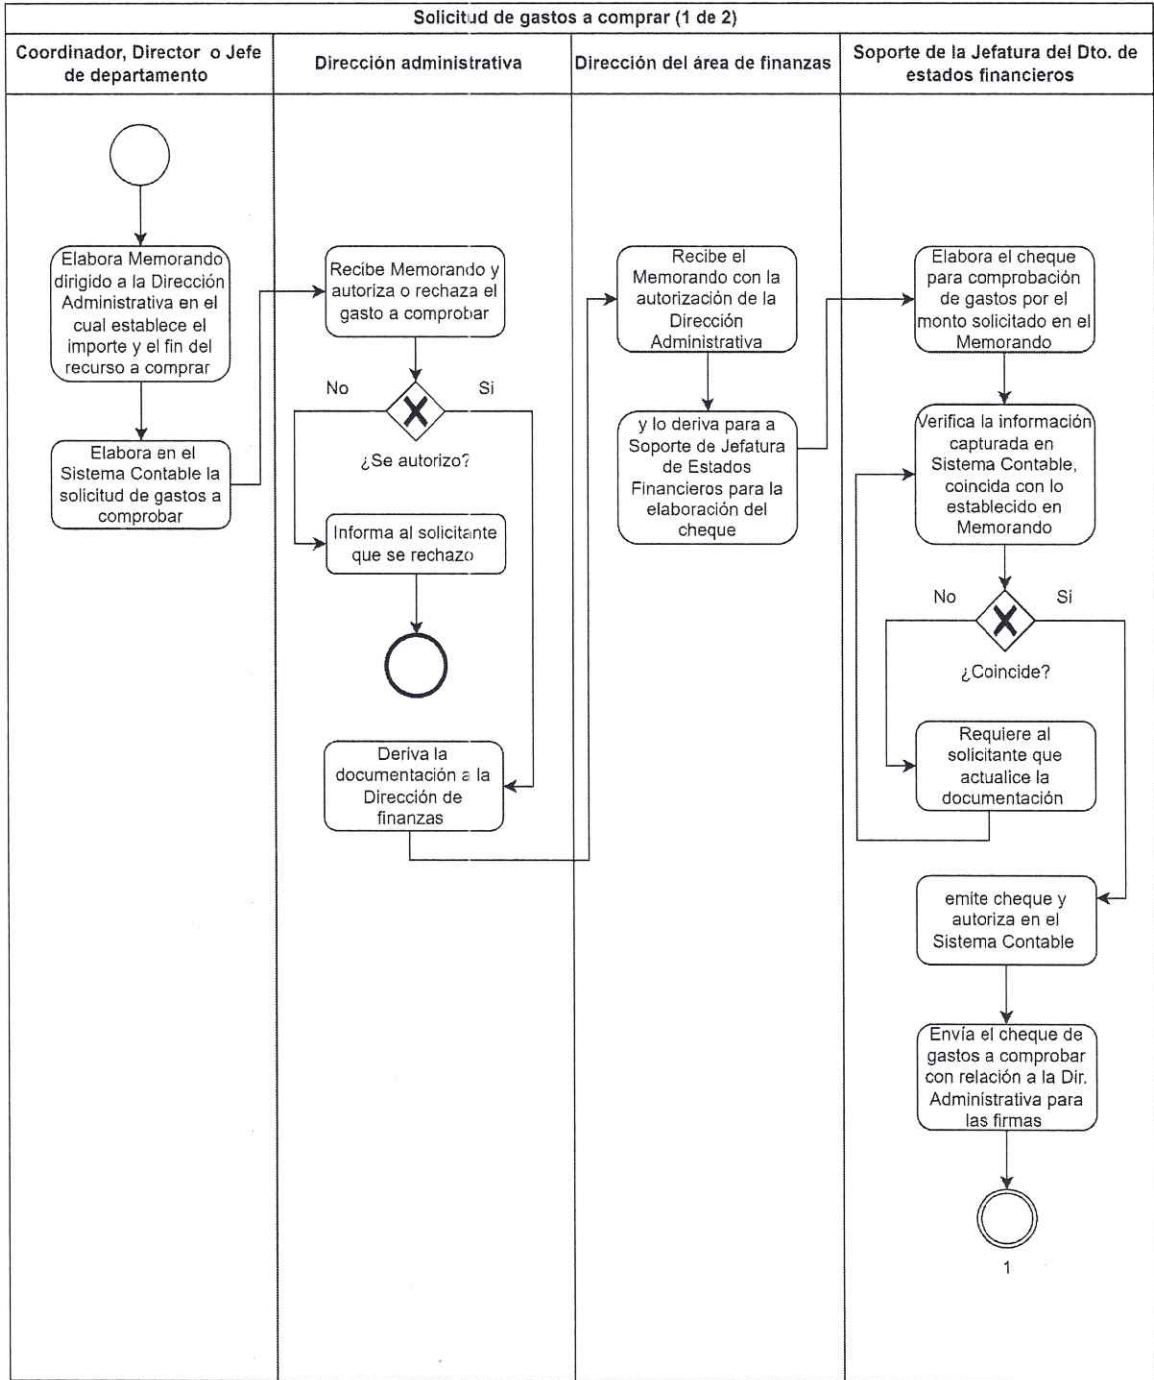 Solicitud de gastos a comprar (1 de 2)
Coordinador, Director o Jefe
de departamento
Dirección administrativa
Dirección del área de finanzas
Soporte de la Jefatura del Dto. de
estados financieros
Elabora Memorando
dirigido a la Dirección
Administrativa en el
cual establece el
importe y el fin del
recurso a comprar
Elabora en el
Sistema Contable la
solicitud de gastos a
comprobar
Recibe Memorando y
autoriza o rechaza el
gasto a comprobar
No
Si
¿Se autorizo?
Informa al solicitante
que se rechazo
Deriva la
documentación a la
Dirección de
finanzas
Recibe el
Memorando con la
autorización de la
Dirección
Administrativa
y lo deriva para a
Soporte de Jefatura
de Estados
Financieros para la
elaboración del
cheque
Elabora el cheque
para comprobación
de gastos por el
monto solicitado en el
Memorando
Verifica la información
capturada en
Sistema Contable,
coincida con lo
establecido en
Memorando
No
Si
¿Coincide?
Requiere al
solicitante que
actualice la
documentación
emite cheque y
autoriza en el
Sistema Contable
Envía el cheque de
gastos a comprobar
con relación a la Dir.
Administrativa para
las firmas
1